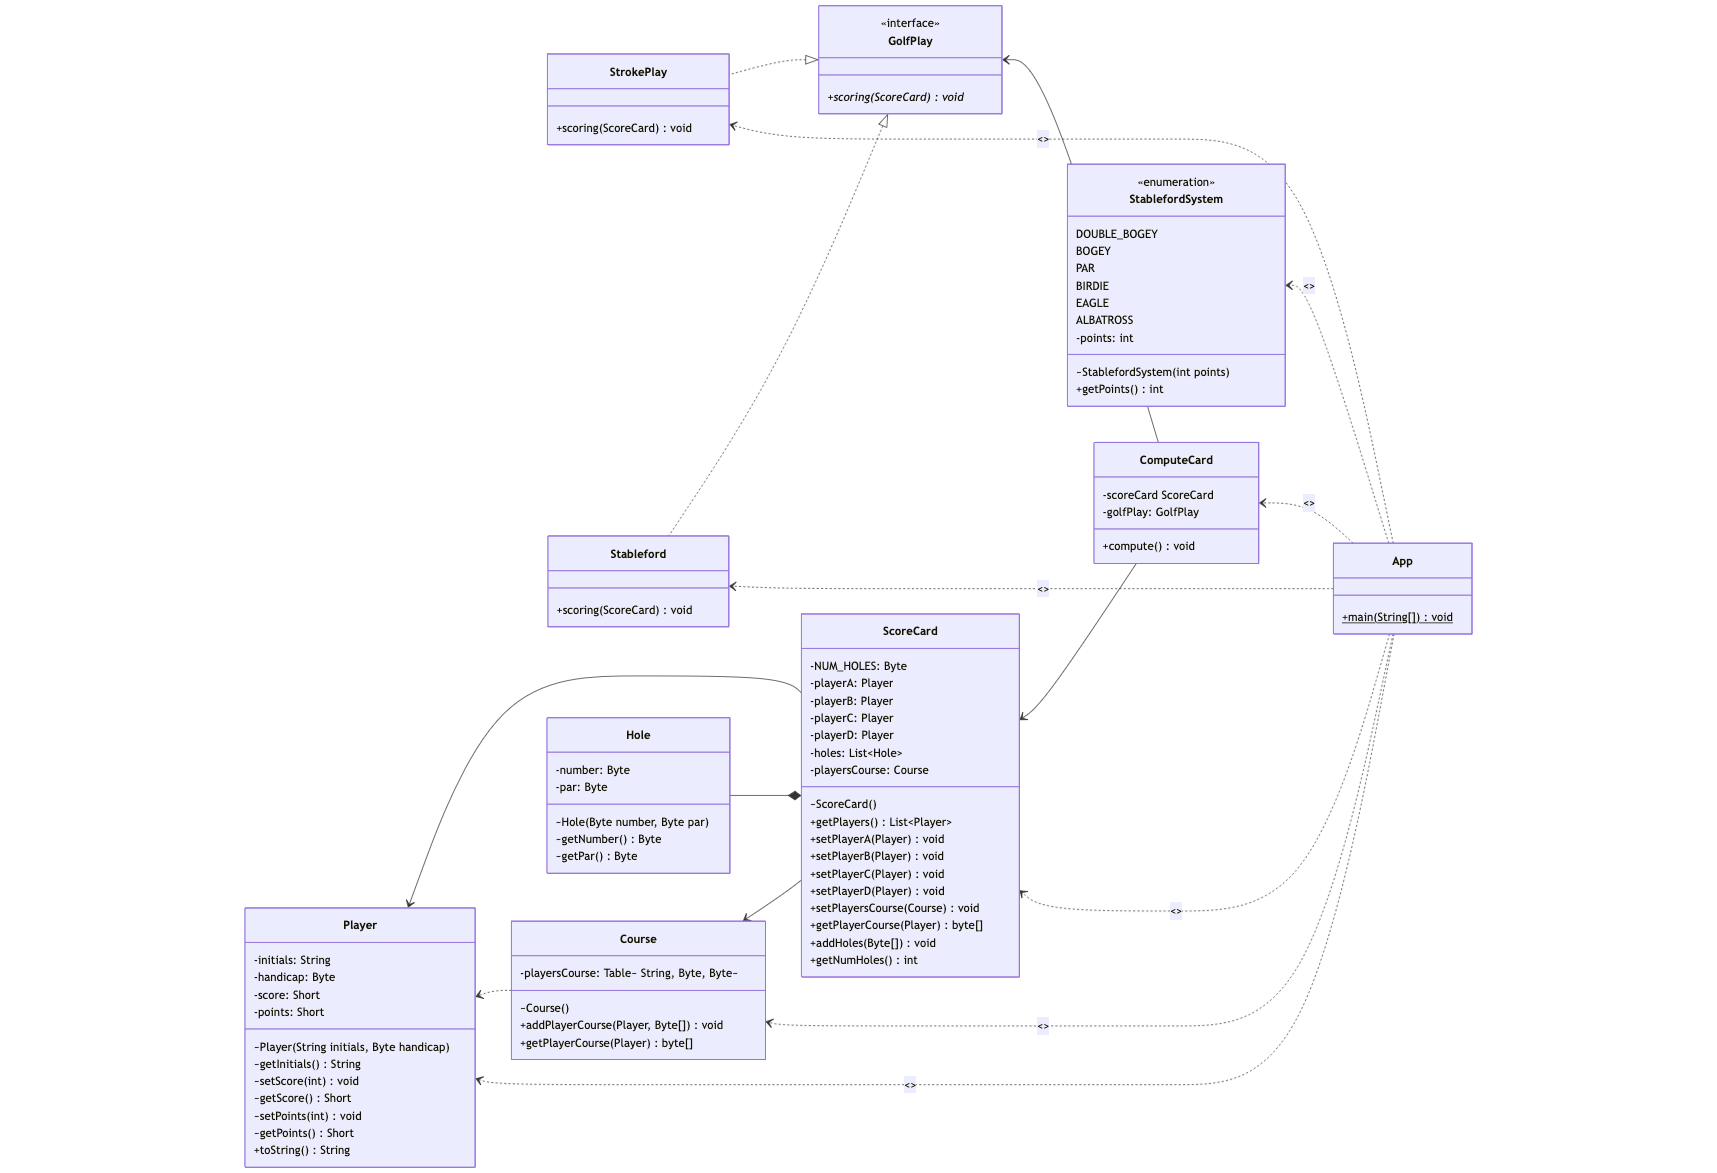 «interface»
GolfPlay
+scoring(ScoreCard) : void
StrokePlay
+scoring(ScoreCard) : void
<>
«enumeration»
StablefordSystem
DOUBLE_BOGEY
BOGEY
PAR
BIRDIE
EAGLE
ALBATROSS
-points: int
~StablefordSystem(int points)
+getPoints() : int
<>
ComputeCard
-scoreCard ScoreCard
-golfPlay: GolfPlay
+compute() : void
<>
App
+main(String[]) : void
Stableford
+scoring(ScoreCard) : void
<>
ScoreCard
-NUM_HOLES: Byte
-playerA: Player
-playerB: Player
-playerC: Player
-playerD: Player
-holes: List<Hole>
-playersCourse: Course
~ScoreCard()
+getPlayers() : List<Player>
+setPlayerA(Player) : void
+setPlayerB(Player) : void
+setPlayerC(Player) : void
+setPlayerD(Player) : void
+setPlayersCourse(Course) : void
+getPlayerCourse(Player) : byte[]
+addHoles(Byte[]) : void
+getNumHoles() : int
<>
Hole
-number: Byte
-par: Byte
~Hole(Byte number, Byte par)
~getNumber() : Byte
~getPar() : Byte
Player
-initials: String
-handicap: Byte
-score: Short
-points: Short
~Player(String initials, Byte handicap)
~getInitials() : String
~setScore(int) : void
~getScore() : Short
~setPoints(int) : void
~getPoints() : Short
+toString() : String
Course
-playersCourse: Table~ String, Byte, Byte~
~Course()
+addPlayerCourse(Player, Byte[]) : void
+getPlayerCourse(Player) : byte[]
<>
<>